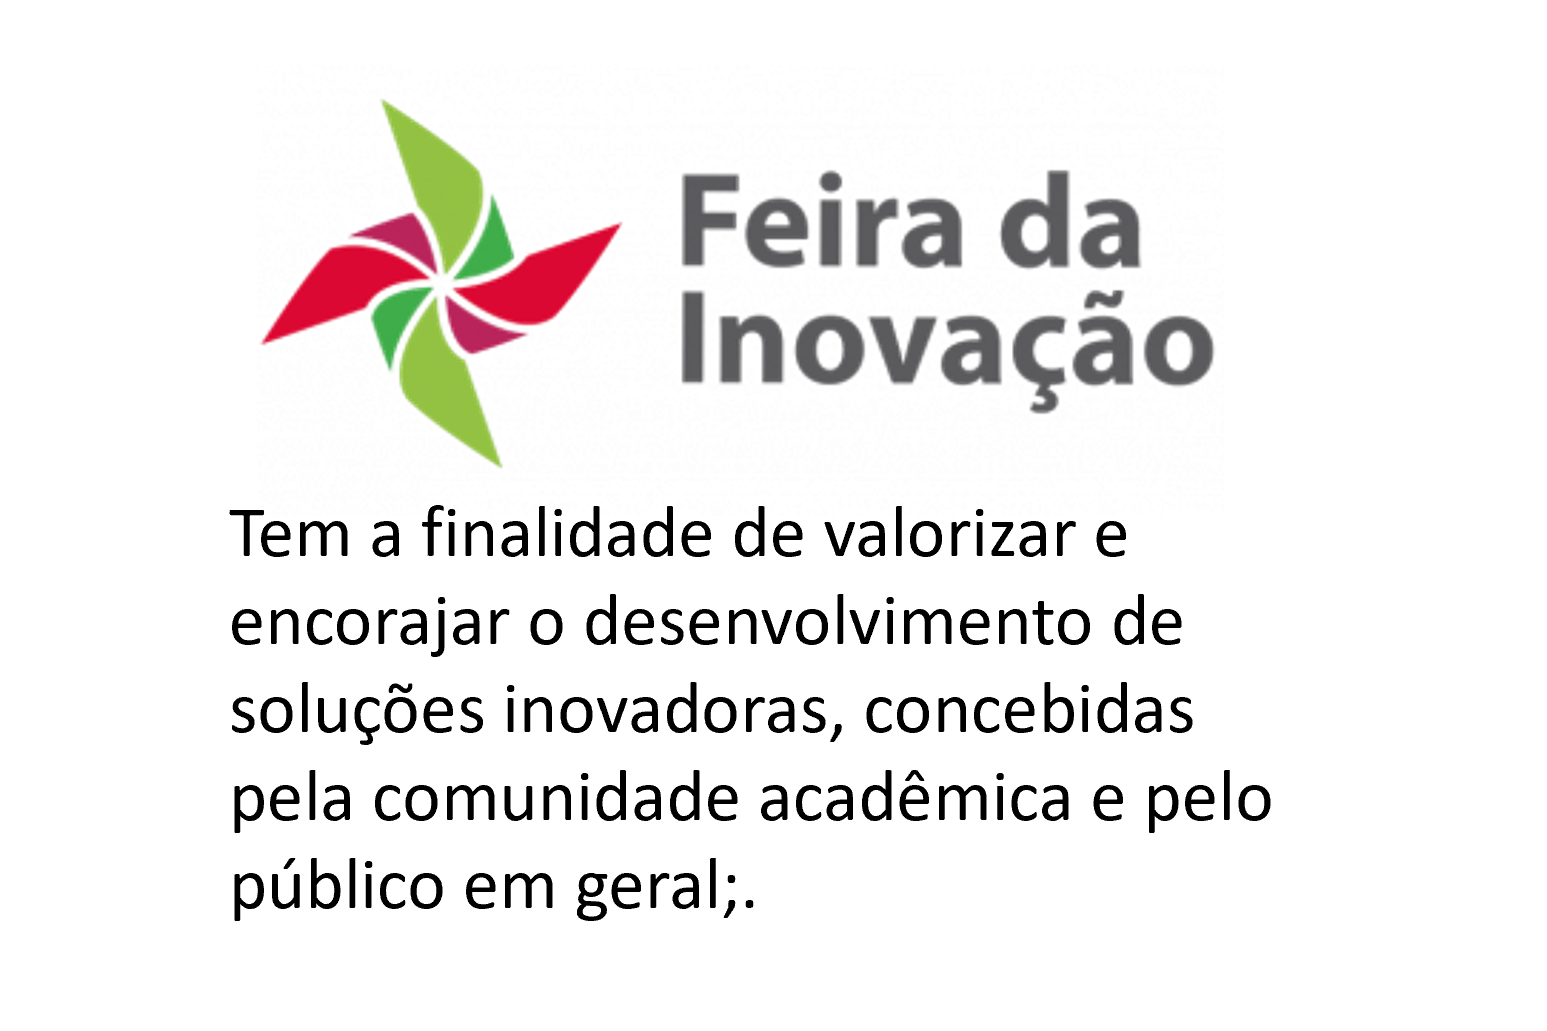 Feira da
Inovação
Tem a finalidade de valorizar e
encorajar o desenvolvimento de
soluções inovadoras, concebidas
pela comunidade acadêmica e pelo
público em geral;.